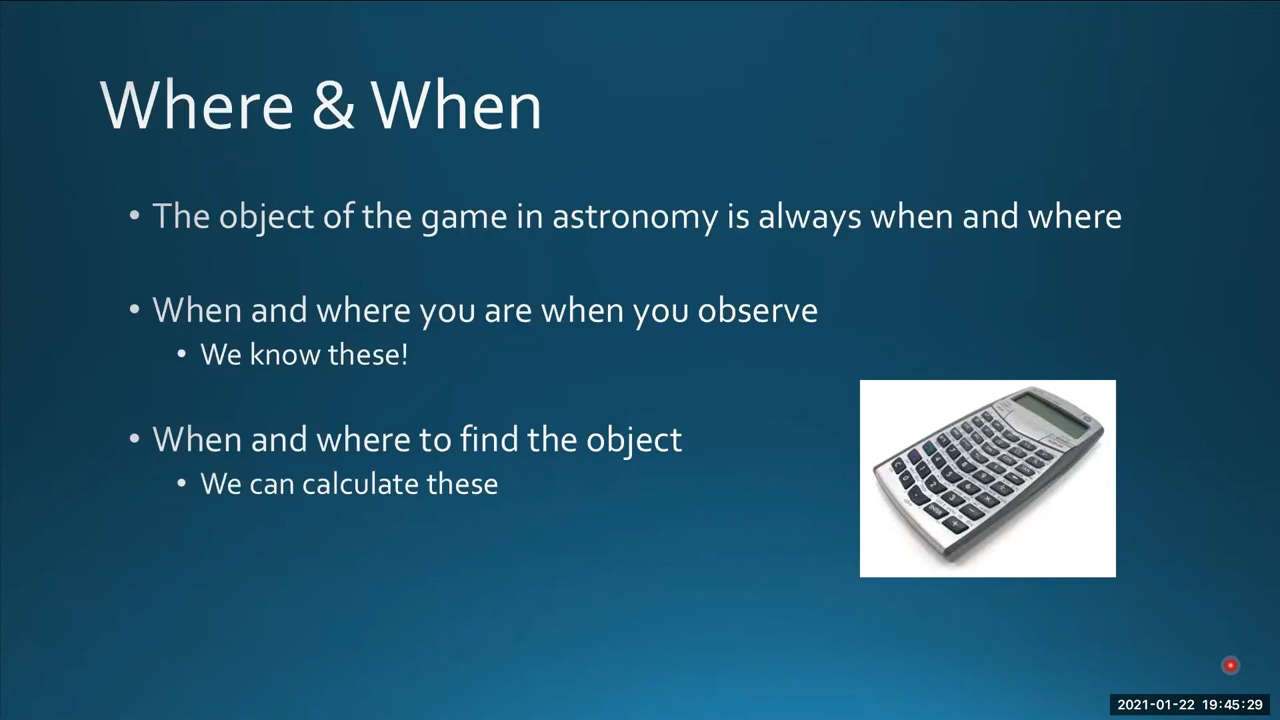 Where & When
• The object of the game in astronomy is always when and where
• When and where you are when you observe
• We know these!
• When and where to find the object
• We can calculate these
2021-01-22 19:45:29